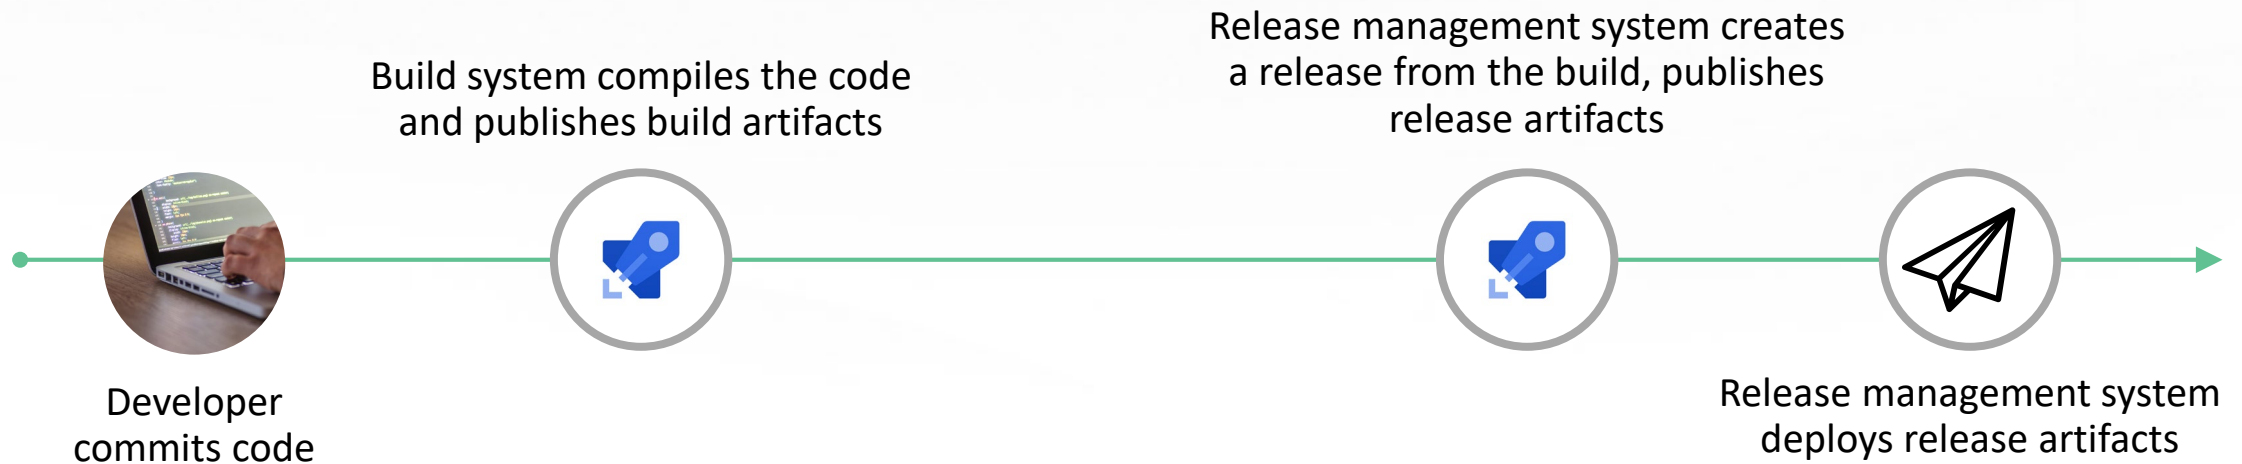 Developer
commits code
Build system compiles the code
and publishes build artifacts
Release management system creates
a release from the build, publishes
release artifacts
Release management system
deploys release artifacts